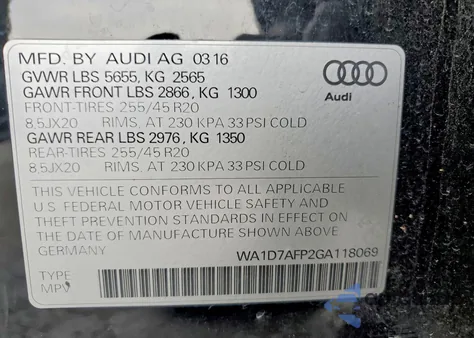 MFD. BY AUDI AG 03 16
GVWR LBS 5655, KG 2565
GAWR FRONT LBS 2866, KG 1300
FRONT-TIRES 255/45 R20
8,5JX20 RIMS, AT 230 KPA 33 PSI COLD
GAWR REAR LBS 2976, KG 1350
REAR-TIRES 255/45 R20
8,5JX20 RIMS, AT 230 KPA 33 PSI COLD
Audi
THIS VEHICLE CONFORMS TO ALL APPLICABLE
U.S. FEDERAL MOTOR VEHICLE SAFETY AND
THEFT PREVENTION STANDARDS IN EFFECT ON
THE DATE OF MANUFACTURE SHOWN ABOVE
GERMANY WA1D7AFP2GA118069
TYPE:
MPV